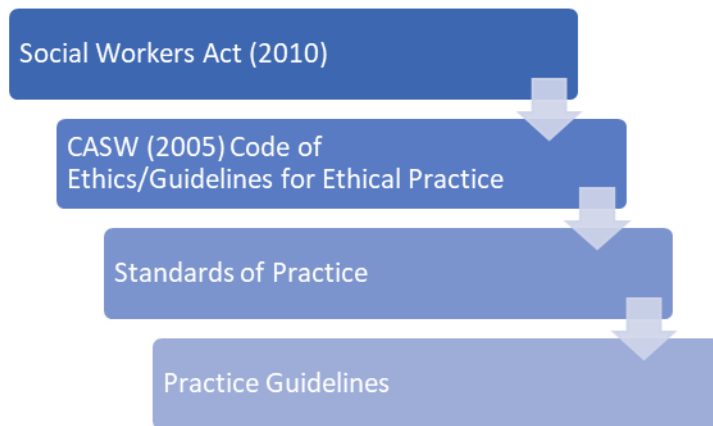 Social Workers Act (2010)
CASW (2005) Code of
Ethics/Guidelines for Ethical Practice
Standards of Practice
Practice Guidelines